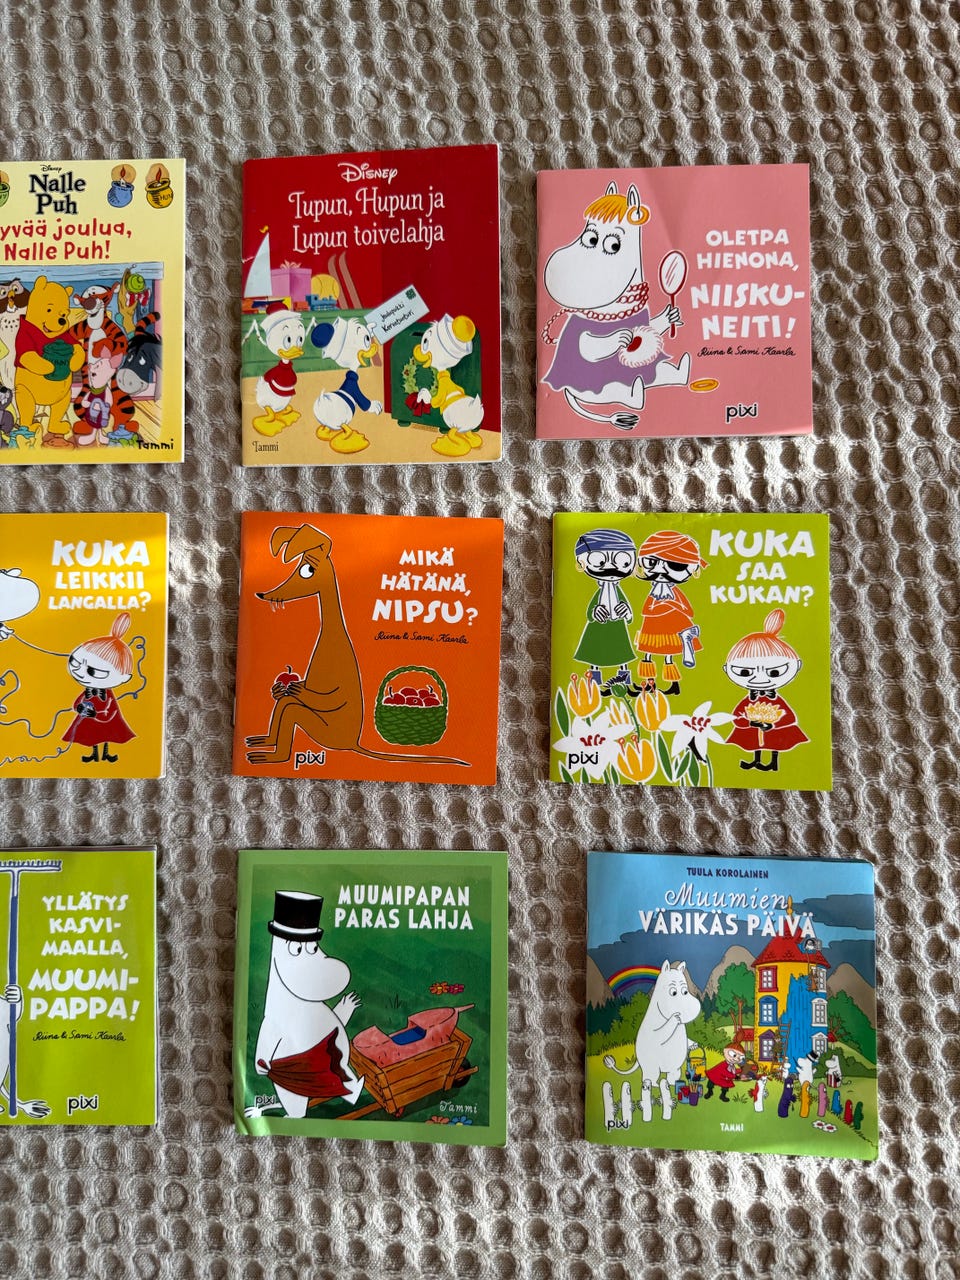 Disney
Nalle
Puh
yvää joulua,
Nalle Puh!
HUNNY
Tammi
Disney
Tupun, Hupun ja
Lupun toivelahja
Joulupukki
Korvatunturi
Tammi
OLETPA
HIENONA,
NIISKU-
NEITI!
Riina & Sami Kaarla
pixi
KUKA
LEIKKII
LANGALLA?
MIKÄ
HÄTÄNÄ,
NIPSU?
Riina & Sami Kaarla
pixi
KUKA
SAA
KUKAN?
pixi
YLLÄTYS
KASVI-
MAALLA,
MUUMI-
PAPPA!
Riina & Sami Kaarla
pixi
MUUMIPAPAN
PARAS LAHJA
pixi
Tammi
TUULA KOROLAINEN
Muumien
VÄRIKÄS PÄIVÄ
pixi
TAMMI